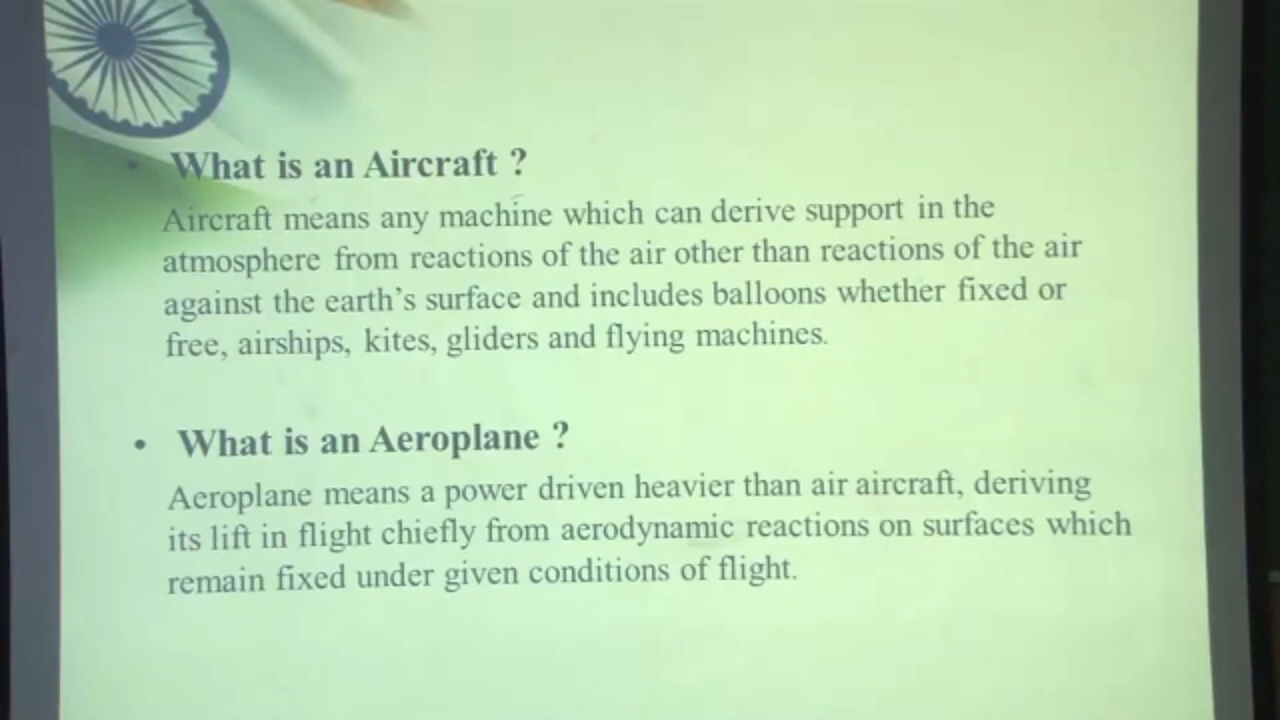 • What is an Aircraft ?
Aircraft means any machine which can derive support in the
atmosphere from reactions of the air other than reactions of the air
against the earth's surface and includes balloons whether fixed or
free, airships, kites, gliders and flying machines.
• What is an Aeroplane ?
Aeroplane means a power driven heavier than air aircraft, deriving
its lift in flight chiefly from aerodynamic reactions on surfaces which
remain fixed under given conditions of flight.